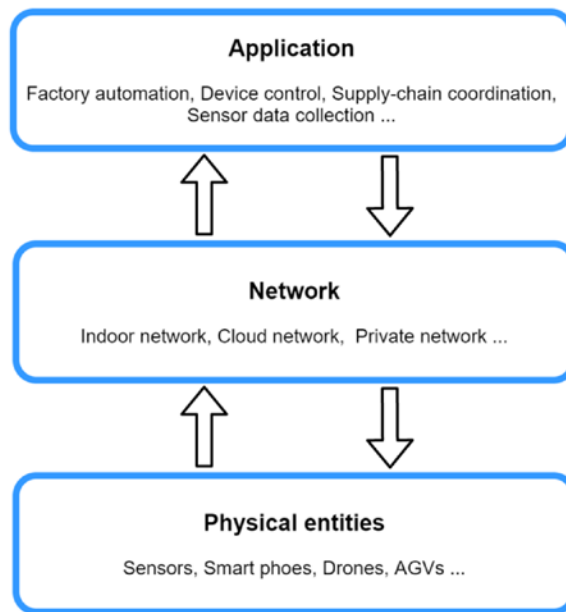 Application
Factory automation, Device control, Supply-chain coordination,
Sensor data collection ...
Network
Indoor network, Cloud network, Private network ...
Physical entities
Sensors, Smart phoes, Drones, AGVs ...